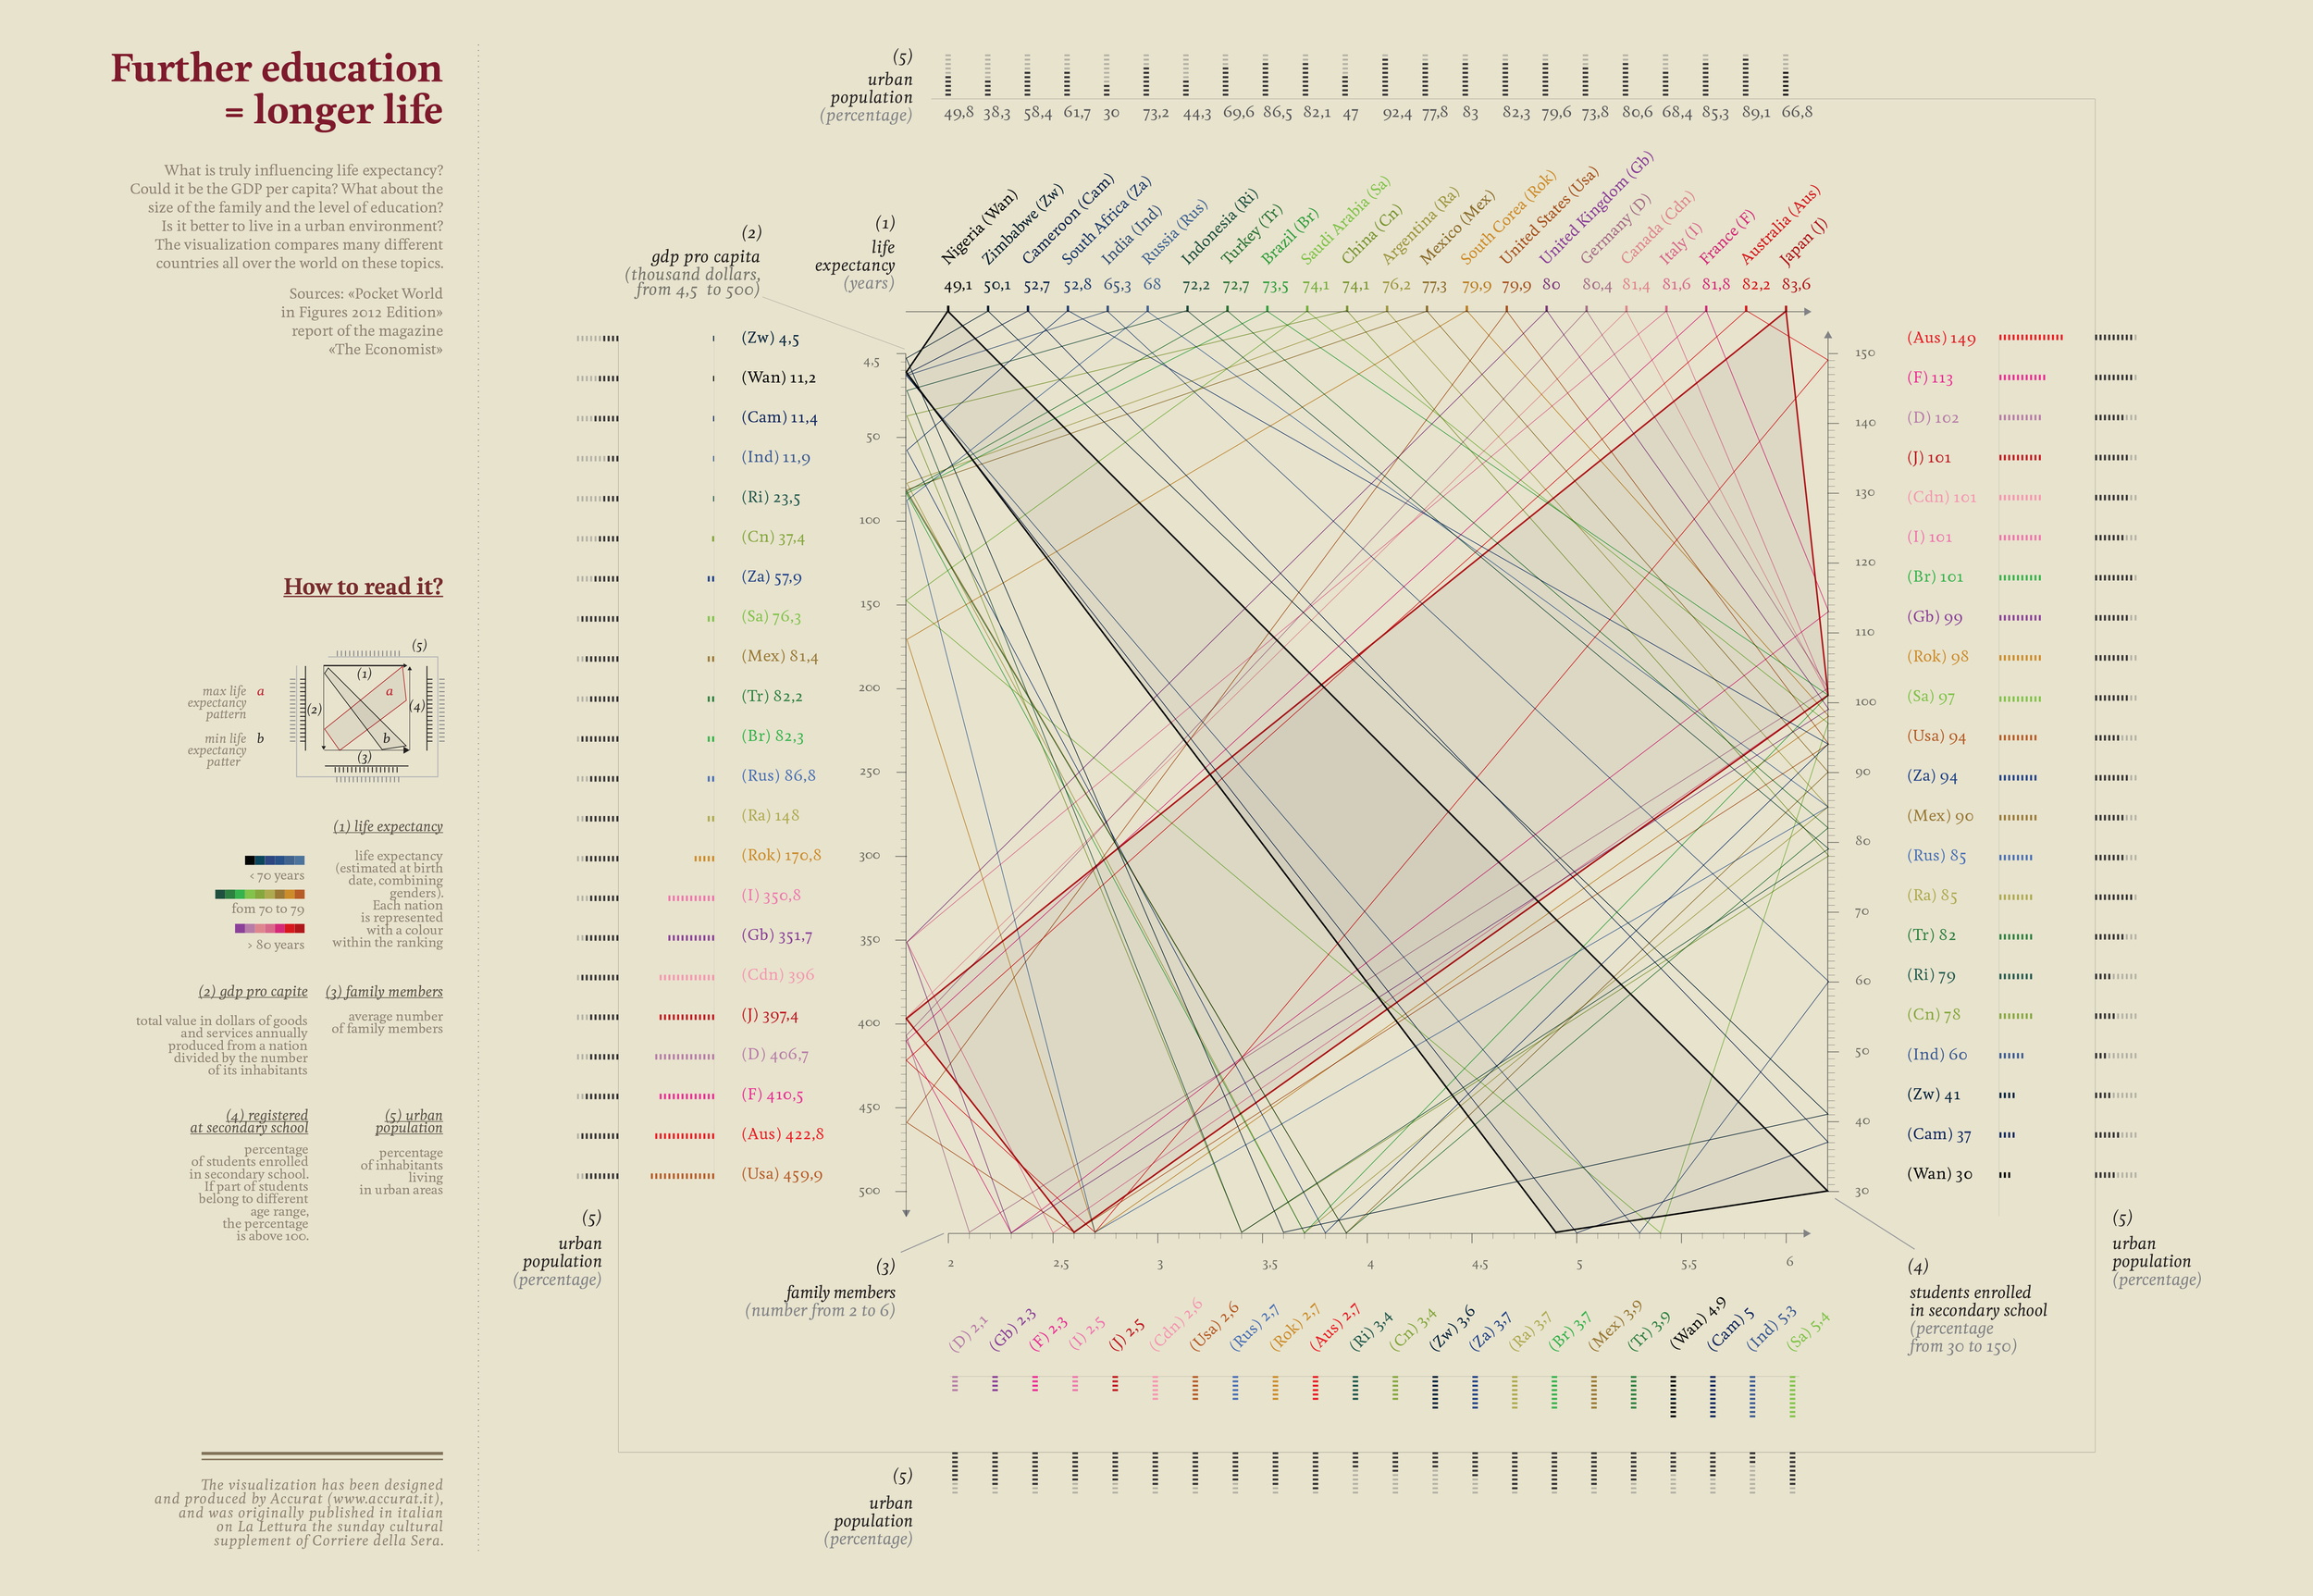 Further education
= longer life
What is truly influencing life expectancy?
Could it be the GDP per capita? What about the
size of the family and the level of education?
Is it better to live in a urban environment?
The visualization compares many different
countries all over the world on these topics.
Sources: «Pocket World
in Figures 2012 Edition»
report of the magazine
«The Economist»
How to read it?
(5)
(1)
max life
expectancy
pattern
a
a
(2)
(4)
min life
expectancy
patter
b
b
(3)
(1) life expectancy
life expectancy
(estimated at birth
date, combining
genders).
Each nation
is represented
with a colour
within the ranking
< 70 years
fom 70 to 79
> 80 years
(2) gdp pro capite
total value in dollars of goods
and services annually
produced from a nation
divided by the number
of its inhabitants
(3) family members
average number
of family members
(4) registered
at secondary school
percentage
of students enrolled
in secondary school.
If part of students
belong to different
age range,
the percentage
is above 100.
(5) urban
population
percentage
of inhabitants
living
in urban areas
The visualization has been designed
and produced by Accurat (www.accurat.it),
and was originally published in italian
on La Lettura the sunday cultural
supplement of Corriere della Sera.
(5)
urban
population
(percentage)
49,8 38,3 58,4 61,7 30 73,2 44,3 69,6 86,5 82,1 47 92,4 77,8 83 82,3 79,6 73,8 80,6 68,4 85,3 89,1 66,8
(1)
life
expectancy
(years)
Nigeria (Wan)
Zimbabwe (Zw)
Cameroon (Cam)
South Africa (Za)
India (Ind)
Russia (Rus)
Indonesia (Ri)
Turkey (Tr)
Brazil (Br)
Saudi Arabia (Sa)
China (Cn)
Argentina (Ra)
Mexico (Mex)
South Corea (Rok)
United States (Usa)
United Kingdom (Gb)
Germany (D)
Canada (Cdn)
Italy (I)
France (F)
Australia (Aus)
Japan (J)
49,1 50,1 52,7 52,8 65,3 68 72,2 72,7 73,5 74,1 74,1 76,2 77,3 79,9 79,9 80 80,4 81,4 81,6 81,8 82,2 83,6
(2)
gdp pro capita
(thousand dollars,
from 4,5 to 500)
(Zw) 4,5
(Wan) 11,2
(Cam) 11,4
(Ind) 11,9
(Ri) 23,5
(Cn) 37,4
(Za) 57,9
(Sa) 76,3
(Mex) 81,4
(Tr) 82,2
(Br) 82,3
(Rus) 86,8
(Ra) 148
(Rok) 170,8
(I) 350,8
(Gb) 351,7
(Cdn) 396
(J) 397,4
(D) 406,7
(F) 410,5
(Aus) 422,8
(Usa) 459,9
4,5
50
100
150
200
250
300
350
400
450
500
150
140
130
120
110
100
90
80
70
60
50
40
30
(Aus) 149
(F) 113
(D) 102
(J) 101
(Cdn) 101
(I) 101
(Br) 101
(Gb) 99
(Rok) 98
(Sa) 97
(Usa) 94
(Za) 94
(Mex) 90
(Rus) 85
(Ra) 85
(Tr) 82
(Ri) 79
(Cn) 78
(Ind) 60
(Zw) 41
(Cam) 37
(Wan) 30
(5)
urban
population
(percentage)
(5)
urban
population
(percentage)
2 2,5 3 3,5 4 4,5 5 5,5 6
(3)
family members
(number from 2 to 6)
(4)
students enrolled
in secondary school
(percentage
from 30 to 150)
(D) 2,1
(Gb) 2,3
(F) 2,3
(I) 2,5
(J) 2,5
(Cdn) 2,6
(Usa) 2,6
(Rus) 2,7
(Rok) 2,7
(Aus) 2,7
(Ri) 3,4
(Cn) 3,4
(Zw) 3,6
(Za) 3,7
(Ra) 3,7
(Br) 3,7
(Mex) 3,9
(Tr) 3,9
(Wan) 4,9
(Cam) 5
(Ind) 5,3
(Sa) 5,4
(5)
urban
population
(percentage)